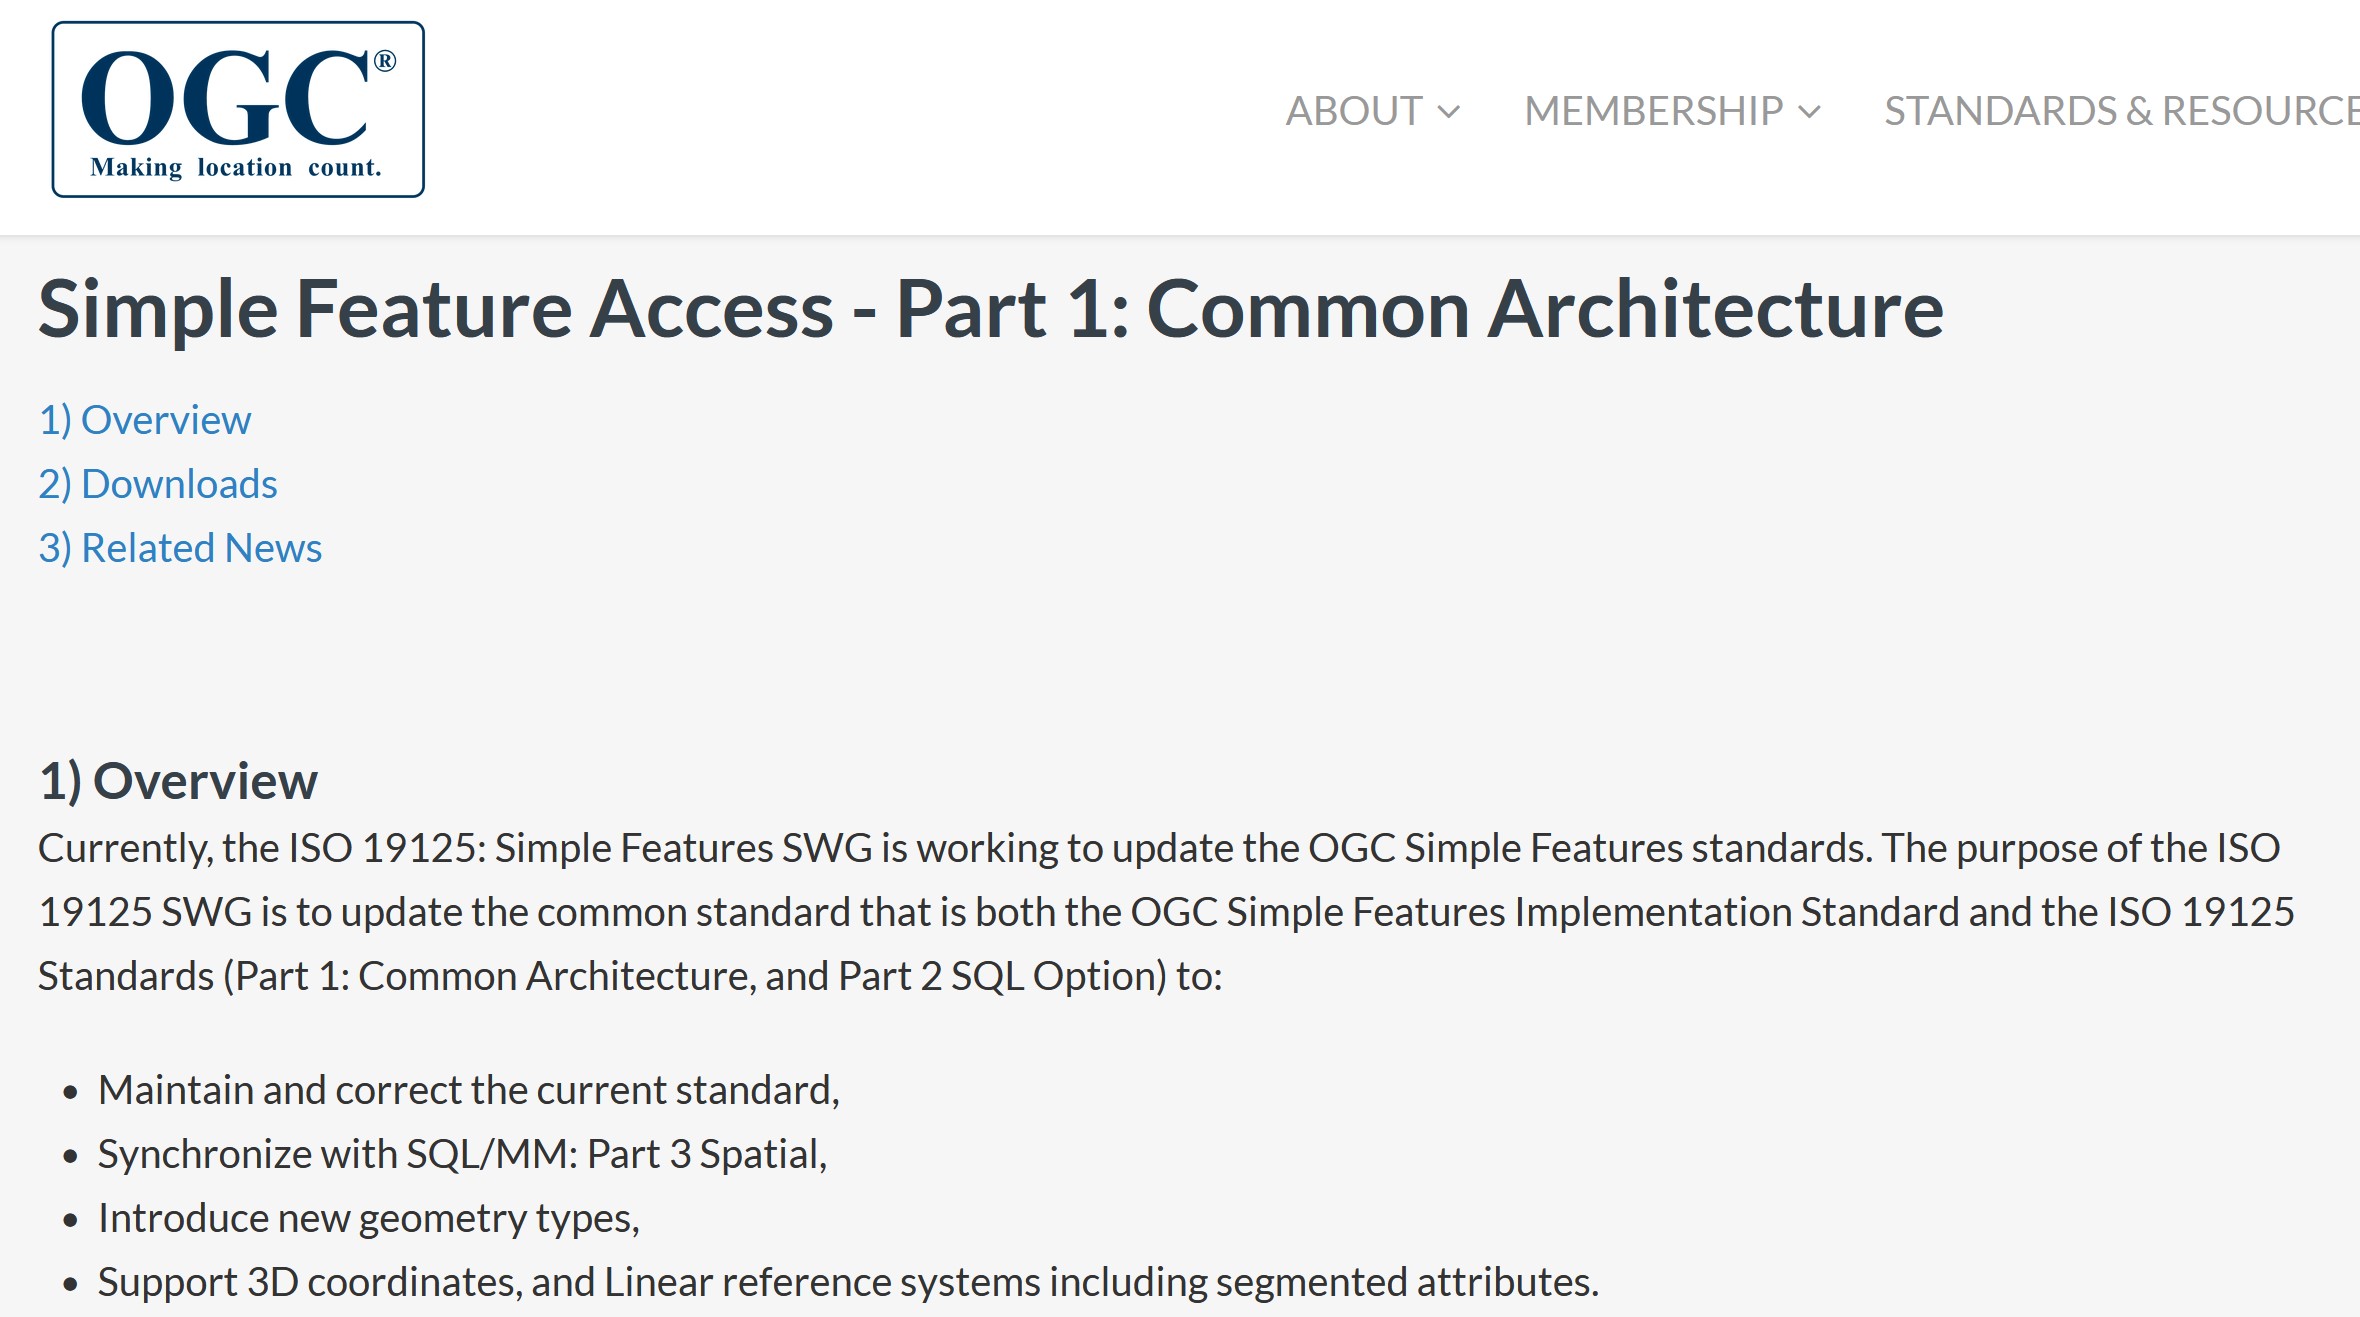 OGC®
Making location count.
ABOUT
MEMBERSHIP
STANDARDS & RESOURCE
Simple Feature Access - Part 1: Common Architecture
1) Overview
2) Downloads
3) Related News
1) Overview
Currently, the ISO 19125: Simple Features SWG is working to update the OGC Simple Features standards. The purpose of the ISO
19125 SWG is to update the common standard that is both the OGC Simple Features Implementation Standard and the ISO 19125
Standards (Part 1: Common Architecture, and Part 2 SQL Option) to:
• Maintain and correct the current standard,
• Synchronize with SQL/MM: Part 3 Spatial,
• Introduce new geometry types,
• Support 3D coordinates, and Linear reference systems including segmented attributes.